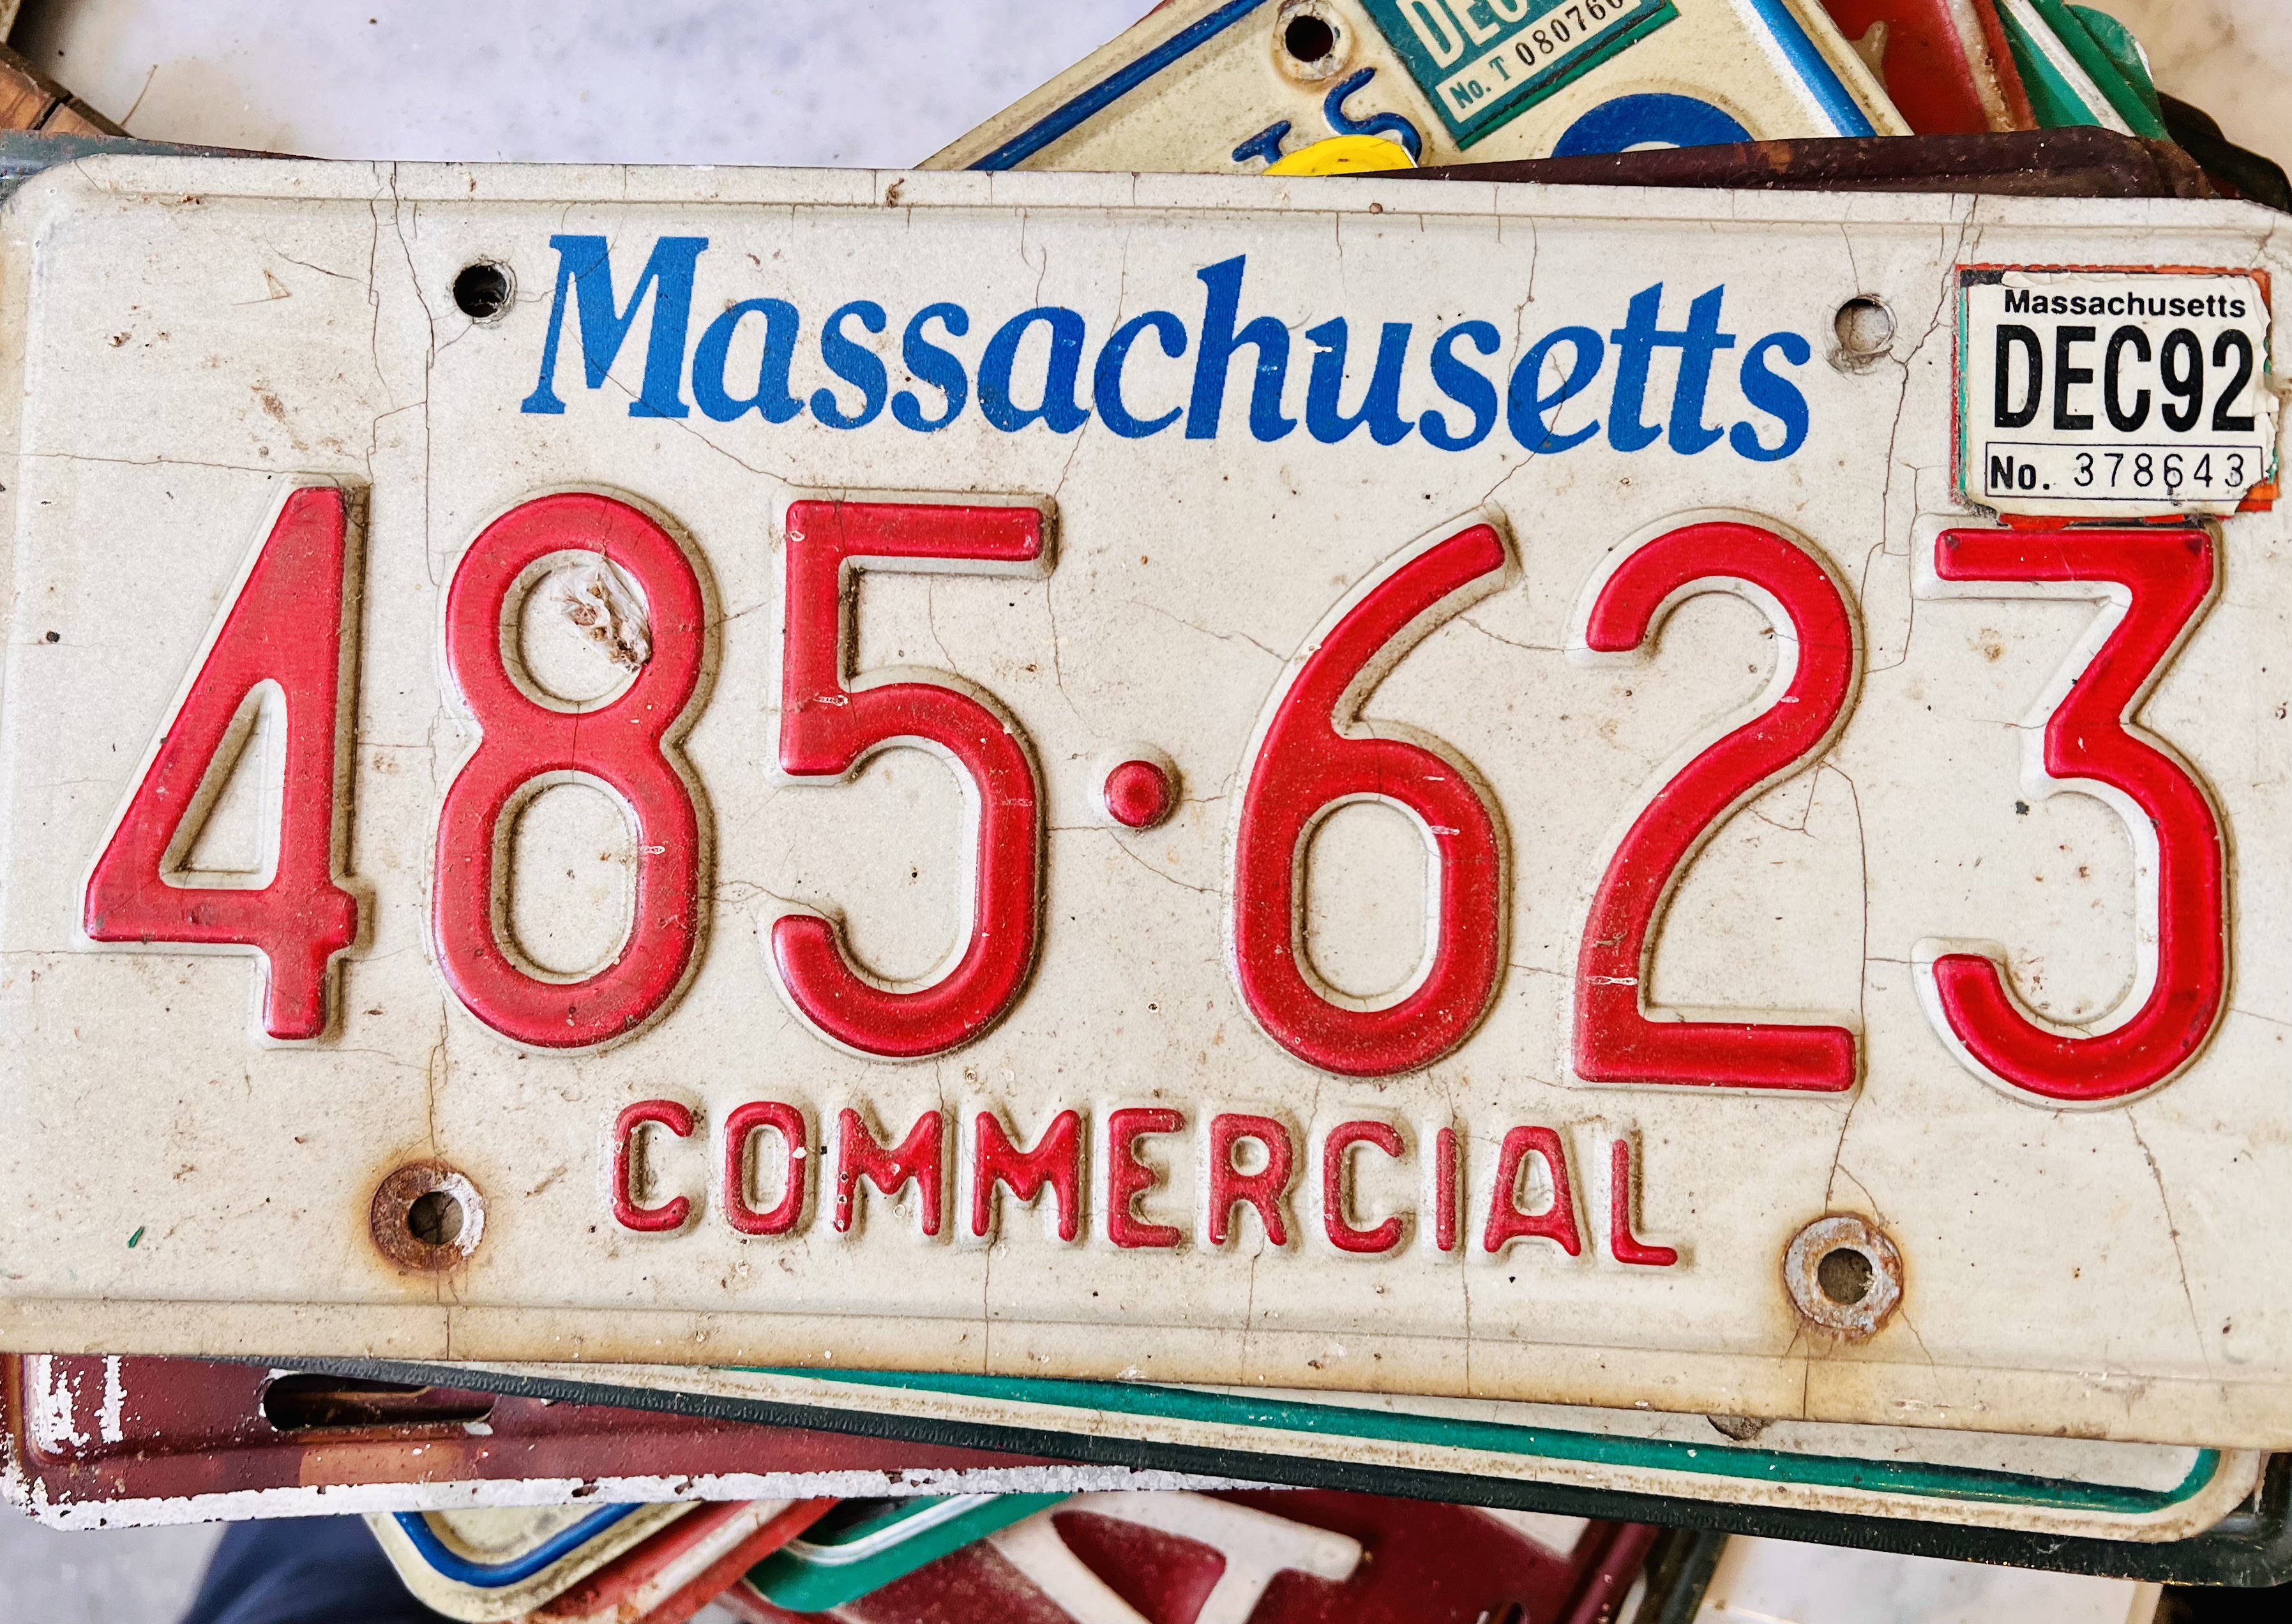 No. T 080760
Massachusetts
Massachusetts
DEC92
No. 378643
485·623
COMMERCIAL